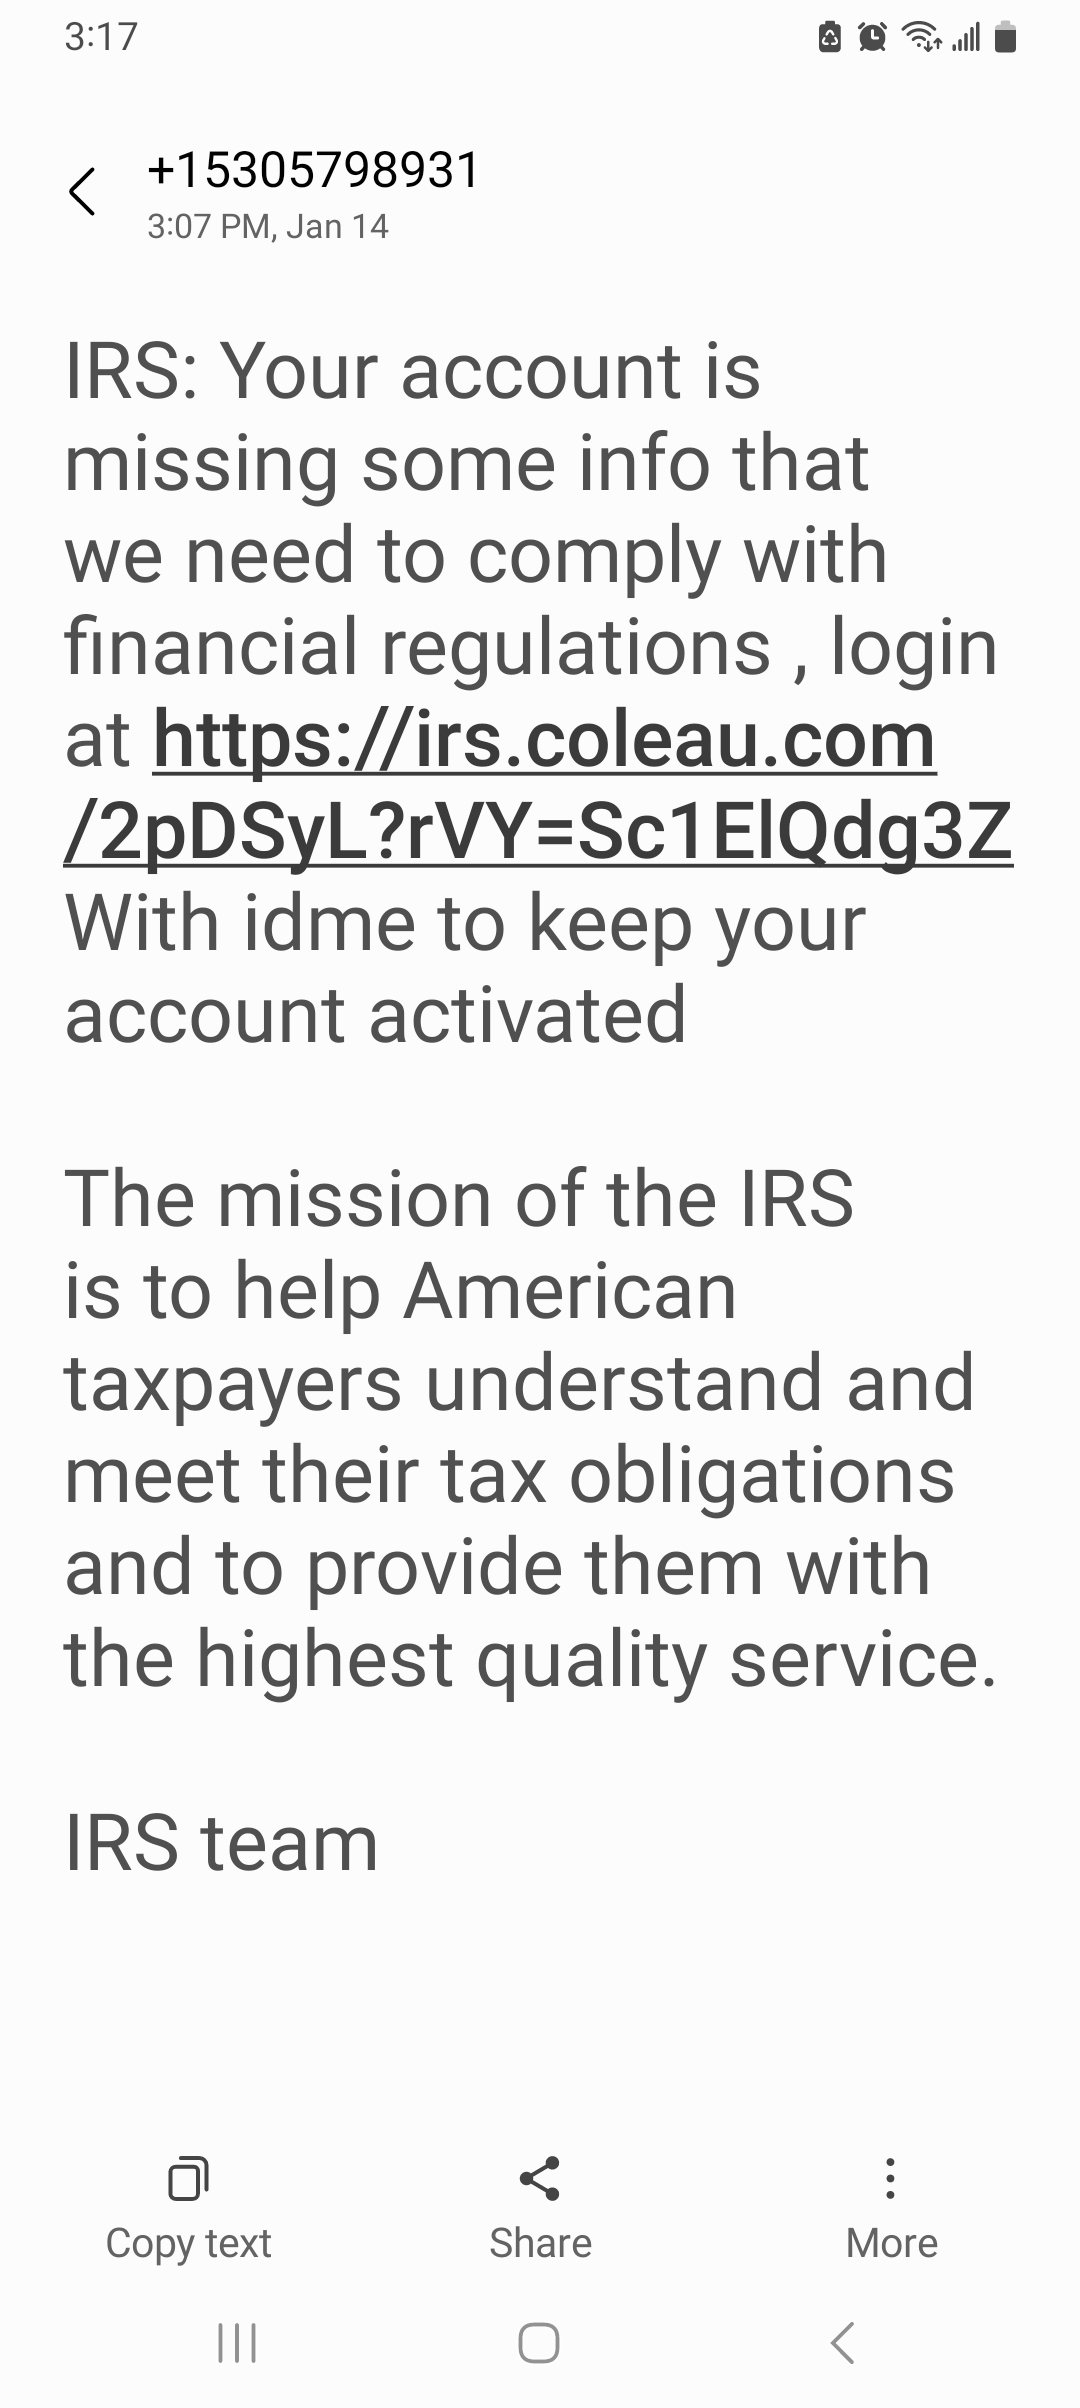 3:17
+15305798931
3:07 PM, Jan 14
IRS: Your account is
missing some info that
we need to comply with
financial regulations , login
at https://irs.coleau.com
/2pDSyL?rVY=Sc1ElQdg3Z
With idme to keep your
account activated
The mission of the IRS
is to help American
taxpayers understand and
meet their tax obligations
and to provide them with
the highest quality service.
IRS team
Copy text
Share
More